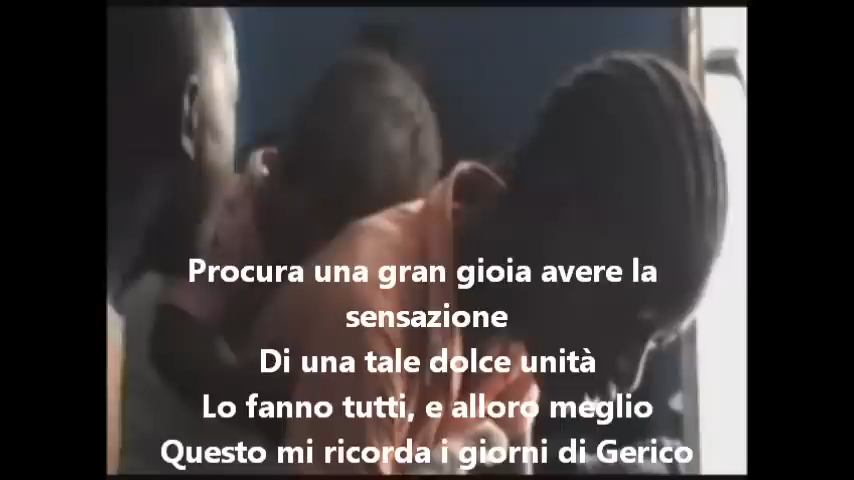 Procura una gran gioia avere la
sensazione
Di una tale dolce unità
Lo fanno tutti, e alloro meglio
Questo mi ricorda i giorni di Gerico